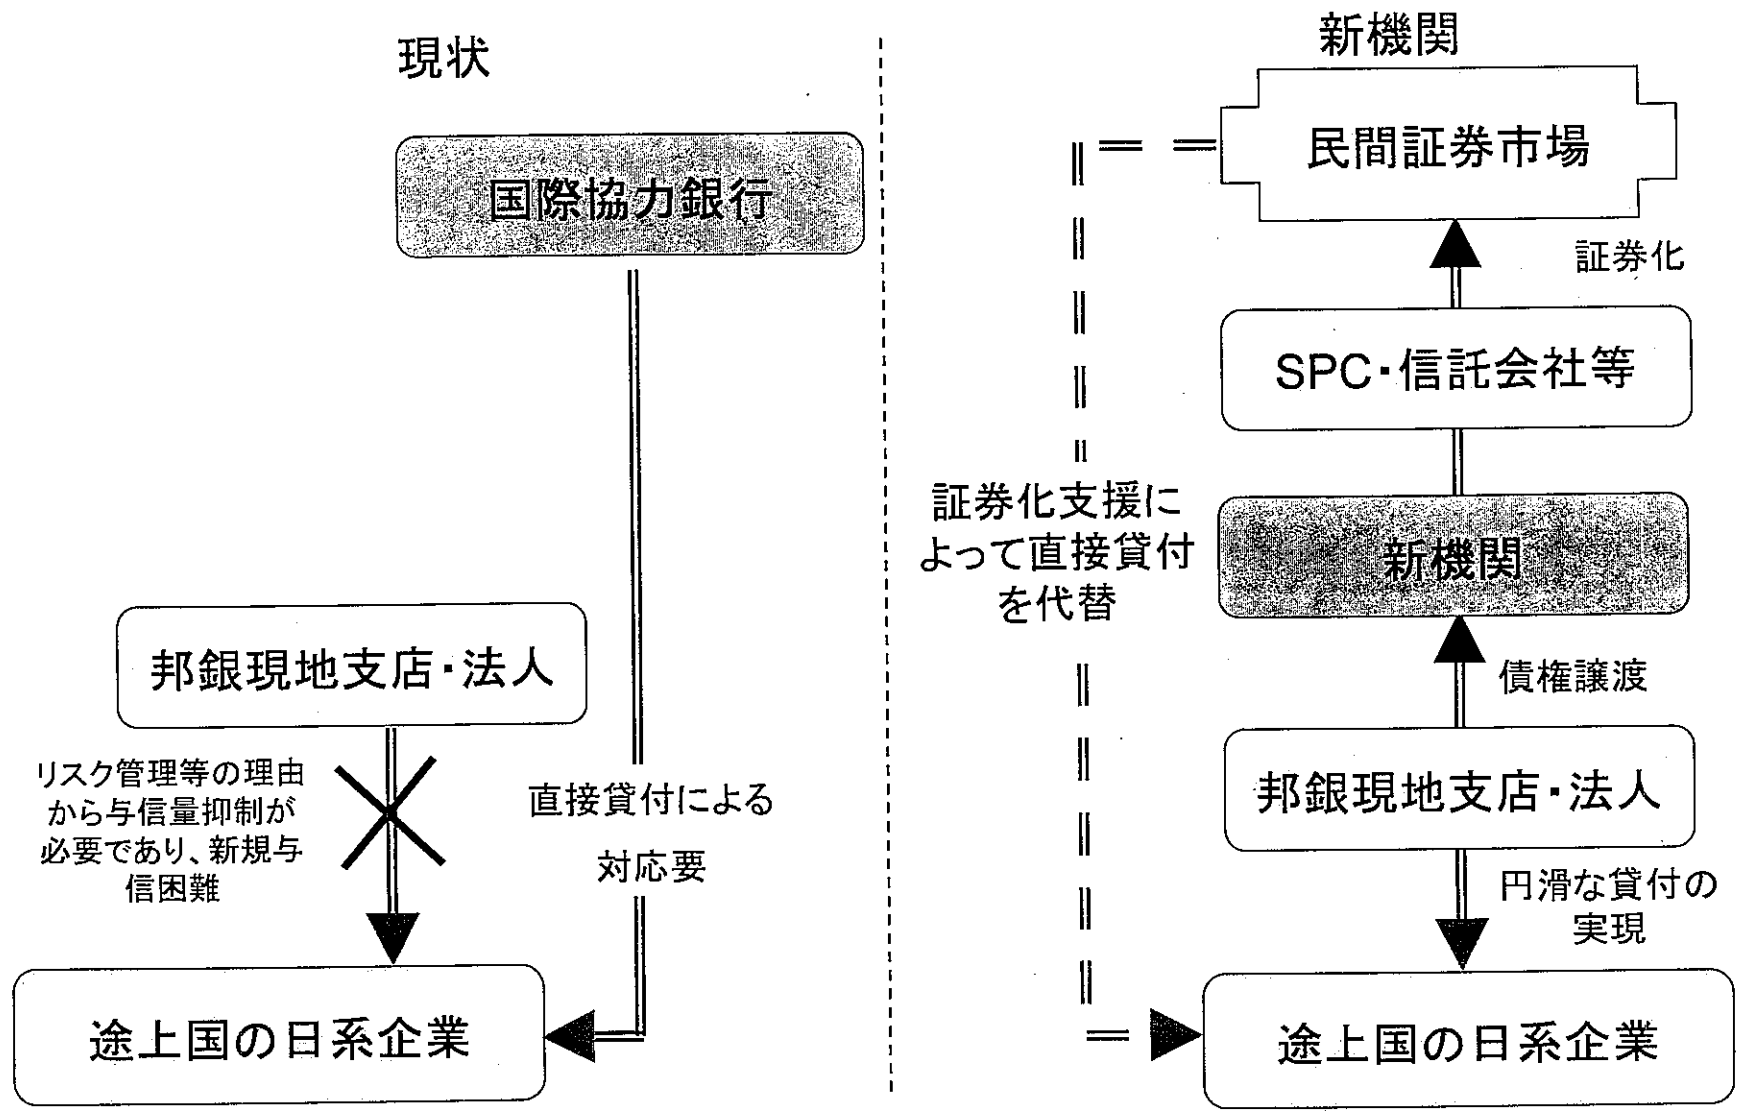 現状
国際協力銀行
邦銀現地支店・法人
リスク管理等の理由
から与信量抑制が
必要であり、新規与
信困難
直接貸付による
対応要
途上国の日系企業
新機関
民間証券市場
証券化
SPC・信託会社等
証券化支援に
よって直接貸付
を代替
新機関
債権譲渡
邦銀現地支店・法人
円滑な貸付の
実現
途上国の日系企業